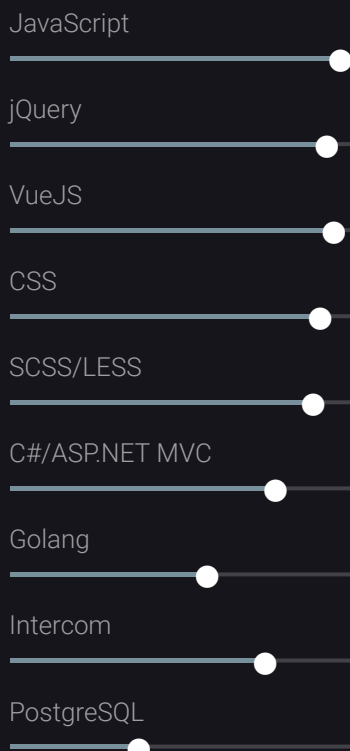 JavaScript
jQuery
VueJS
CSS
SCSS/LESS
C#/ASP.NET MVC
Golang
Intercom
PostgreSQL